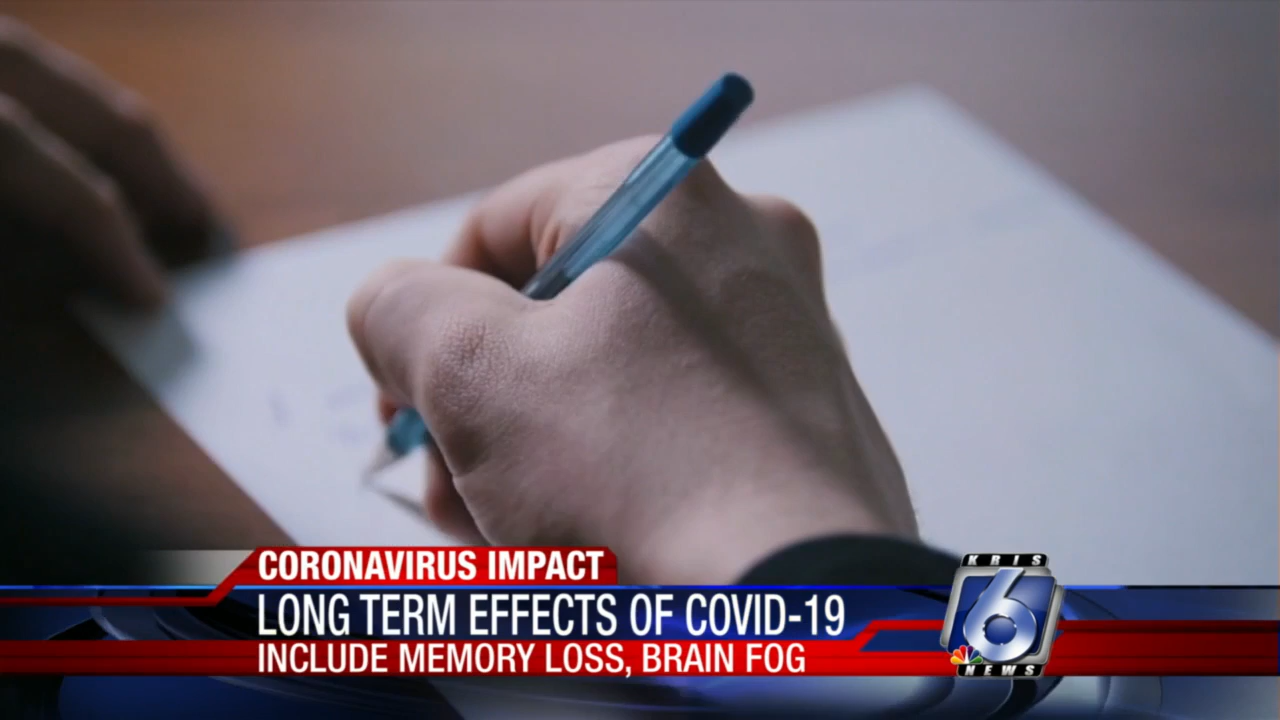 CORONAVIRUS IMPACT
LONG TERM EFFECTS OF COVID-19
INCLUDE MEMORY LOSS, BRAIN FOG
KRIS
6
NEWS